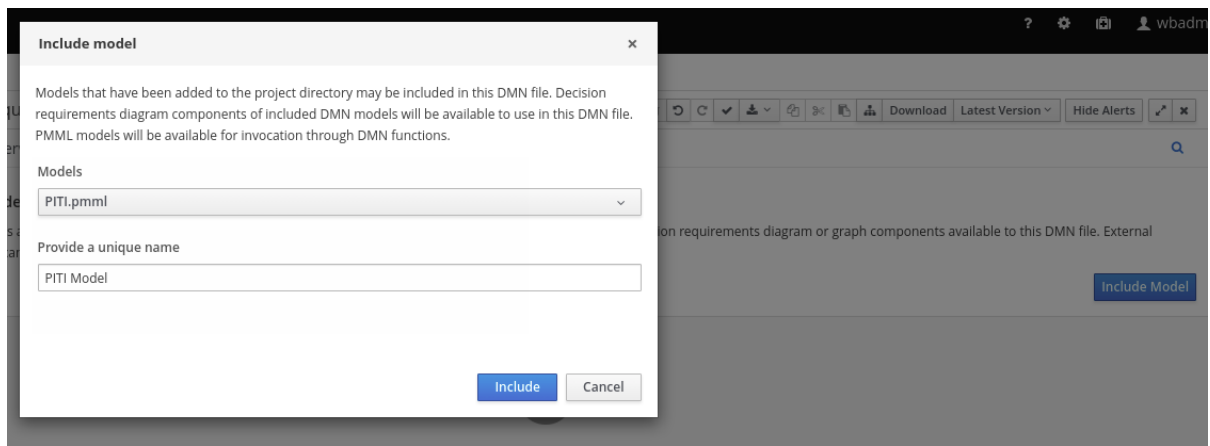 ? wbadm
Include model ×
Models that have been added to the project directory may be included in this DMN file. Decision
requirements diagram components of included DMN models will be available to use in this DMN file.
PMML models will be available for invocation through DMN functions.
Download Latest Version Hide Alerts
Models
PITI.pmml
ion requirements diagram or graph components available to this DMN file. External
Provide a unique name
PITI Model
Include Model
Include Cancel